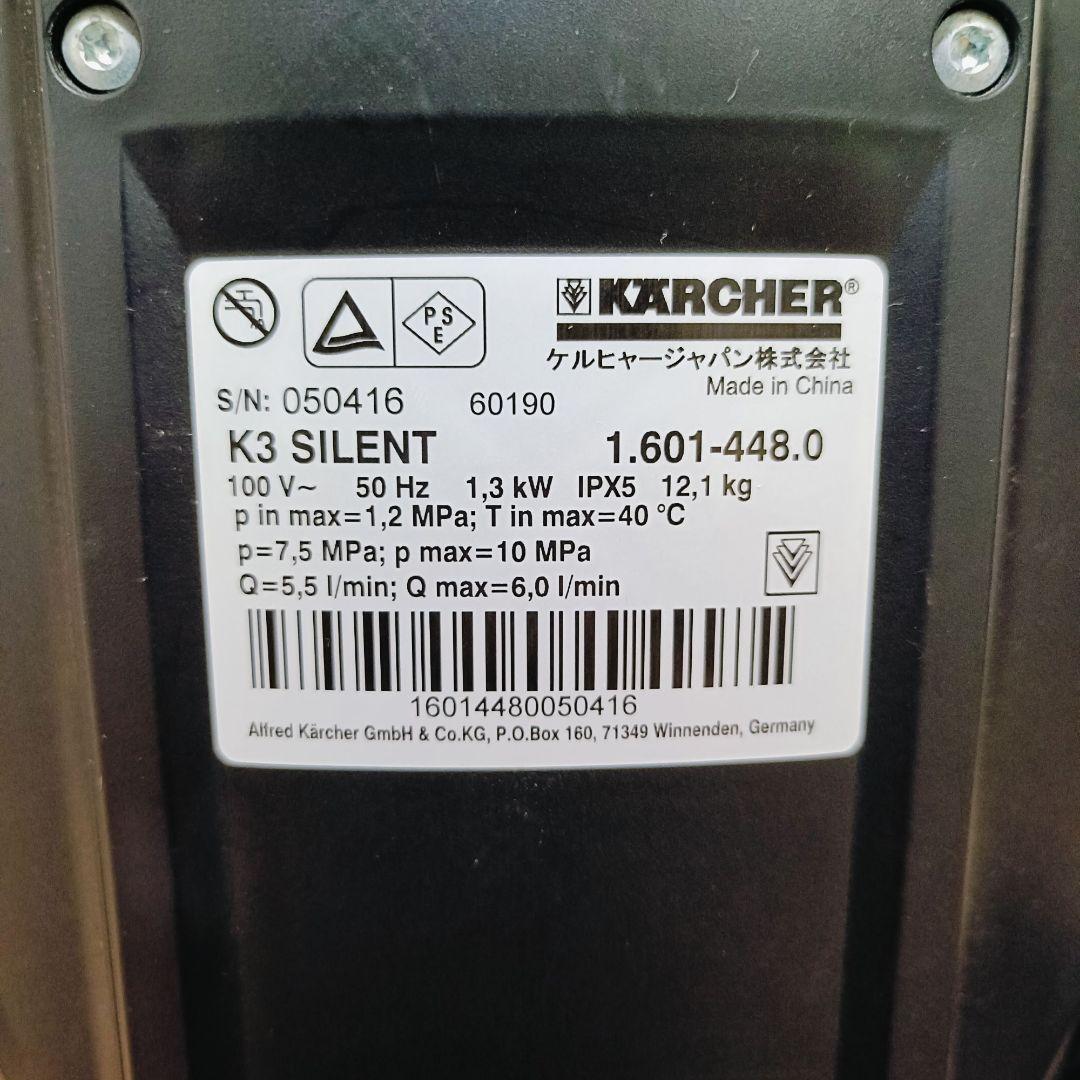 PSE
KÄRCHER®
ケルヒャージャパン株式会社
Made in China
S/N: 050416 60190
K3 SILENT 1.601-448.0
100 V~ 50 Hz 1,3 kW IPX5 12,1 kg
p in max=1,2 MPa; T in max=40 °C
p=7,5 MPa; p max=10 MPa
Q=5,5 l/min; Q max=6,0 l/min
16014480050416
Alfred Kärcher GmbH & Co.KG, P.O.Box 160, 71349 Winnenden, Germany